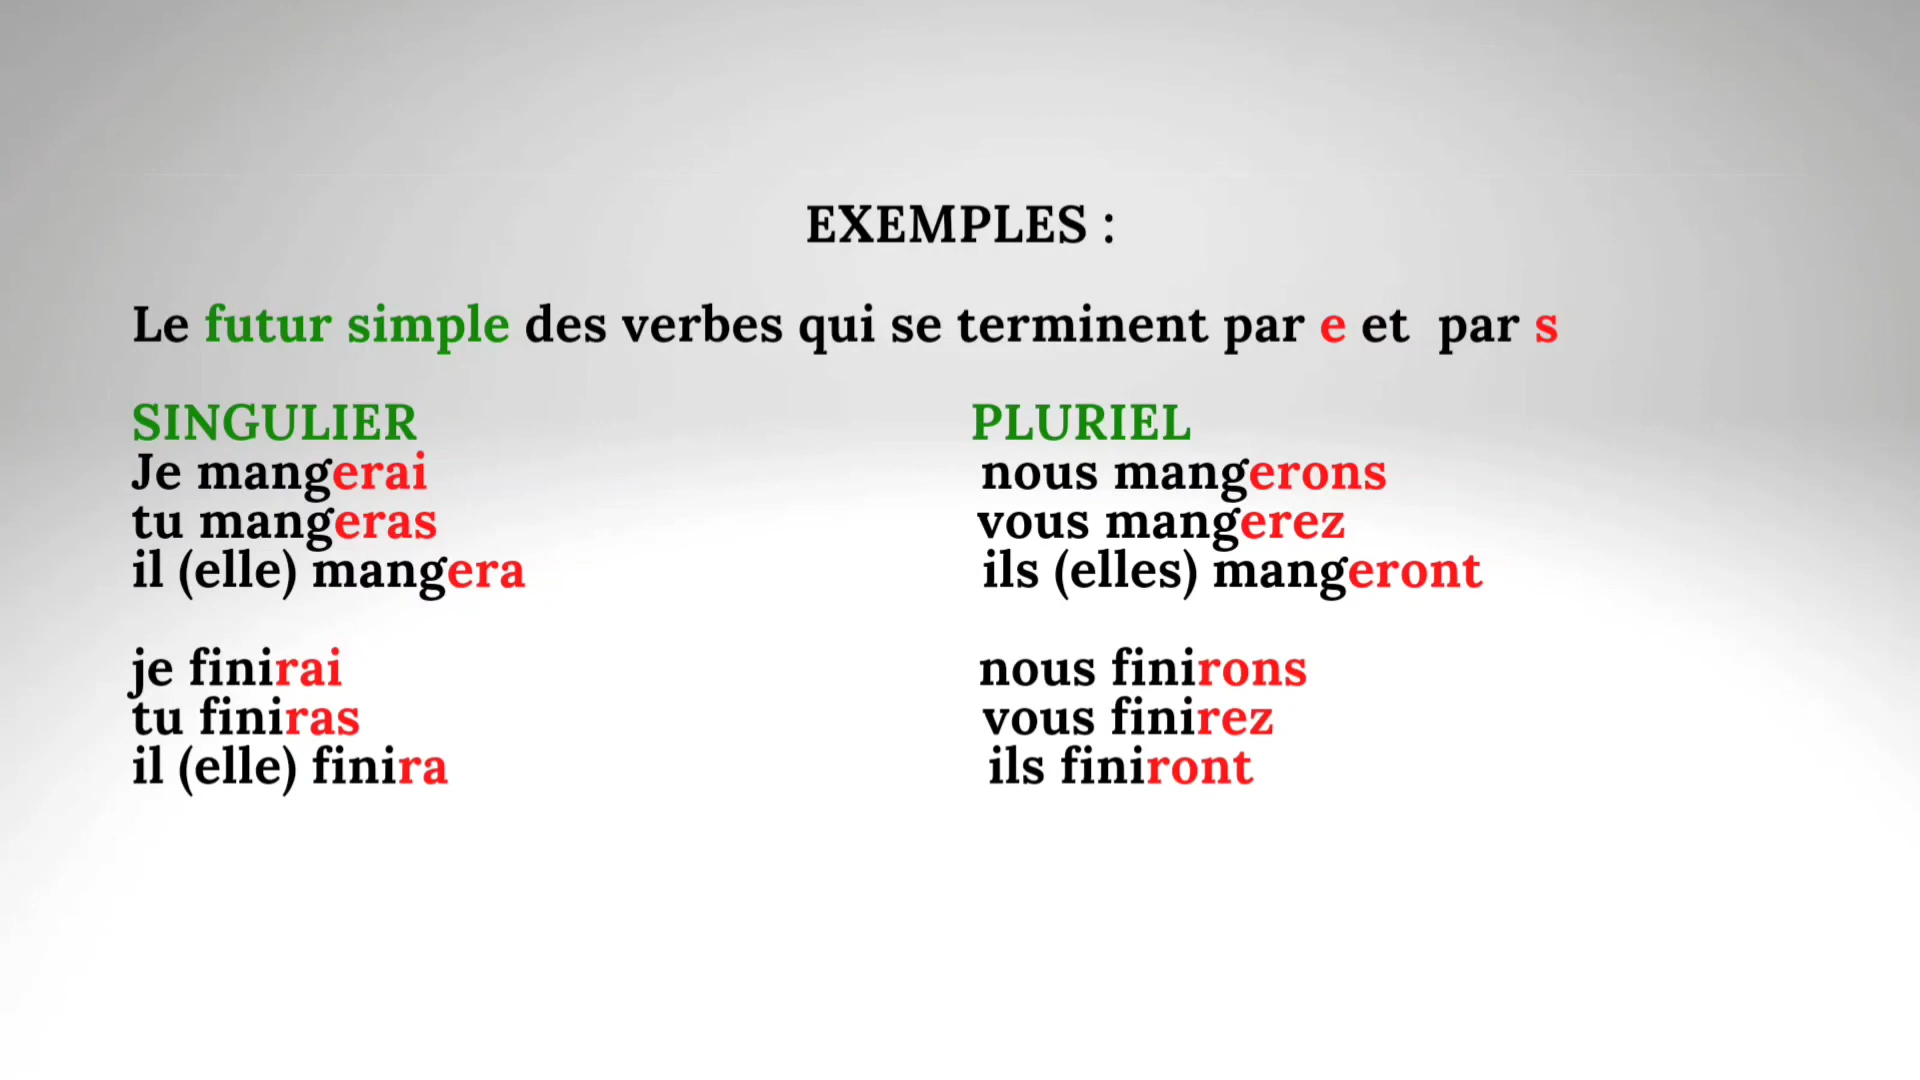 EXEMPLES :
Le futur simple des verbes qui se terminent par e et par s
SINGULIER
Je mangerai
tu mangeras
il (elle) mangera
je finirai
tu finiras
il (elle) finira
PLURIEL
nous mangerons
vous mangerez
ils (elles) mangeront
nous finirons
vous finirez
ils finiront